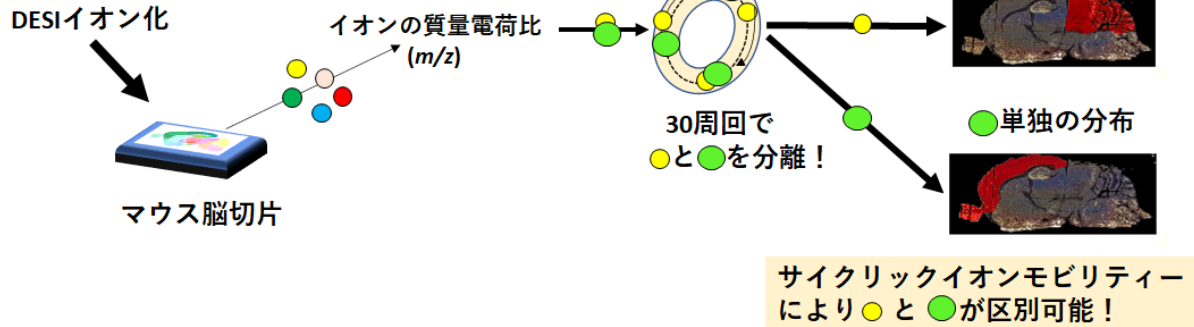 DESIイオン化
イオンの質量電荷比
(m/z)
マウス脳切片
30周回で
とを分離！
単独の分布
サイクリックイオンモビリティー
により と が区別可能！